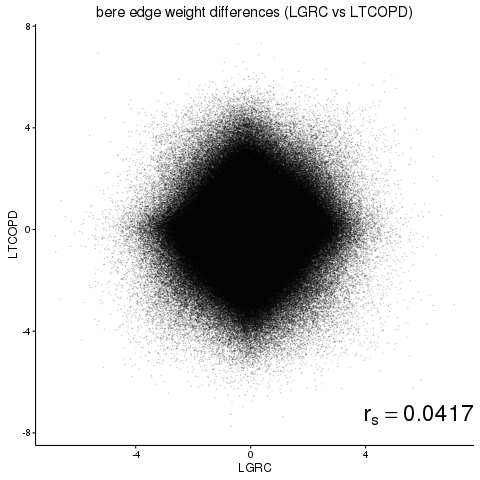 bere edge weight differences (LGRC vs LTCOPD)
8
4
0
-4
-8
LTCOPD
rs = 0.0417
-4 0 4
LGRC